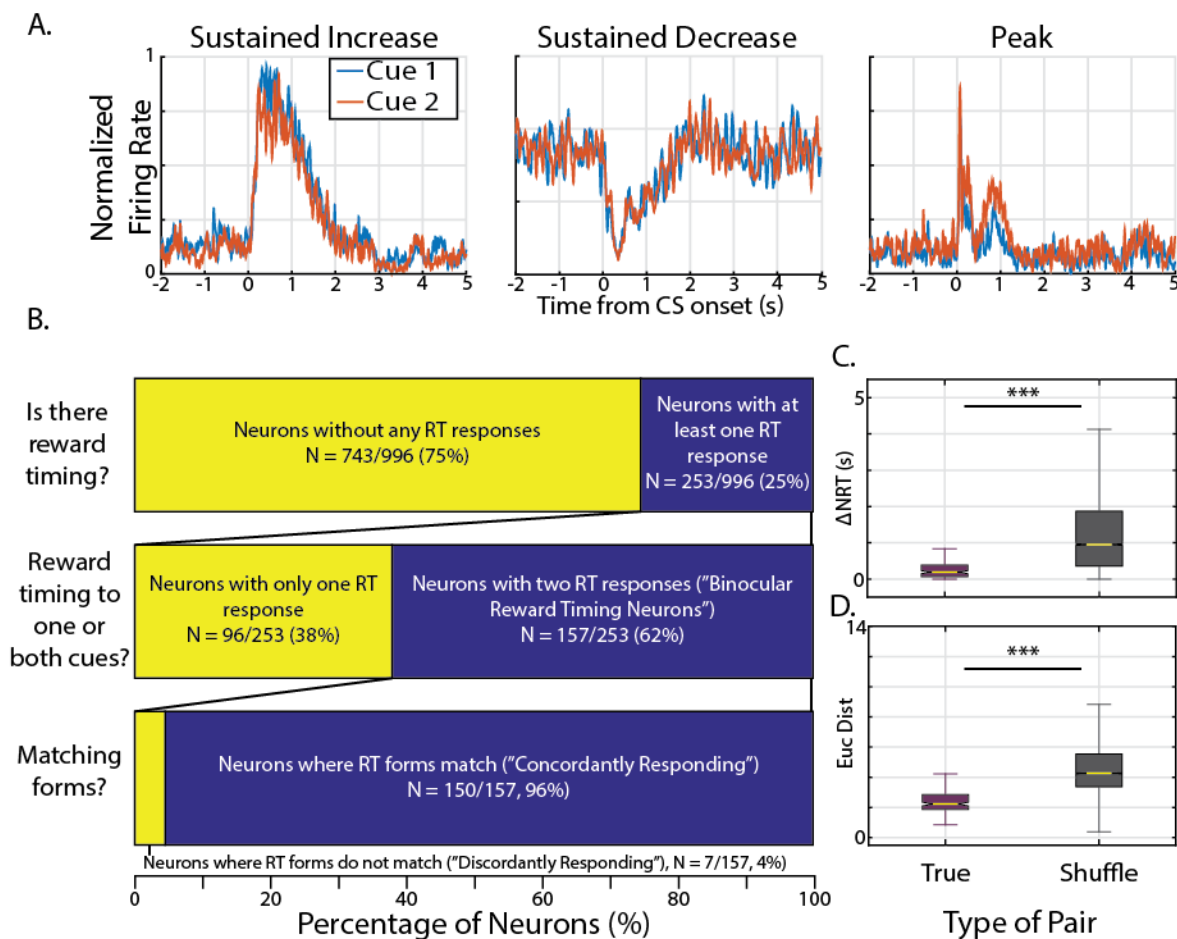 A.
Sustained Increase
Sustained Decrease
Peak
Normalized
Firing Rate
1
0
Cue 1
Cue 2
-2 -1 0 1 2 3 4 5
-2 -1 0 1 2 3 4 5
-2 -1 0 1 2 3 4 5
Time from CS onset (s)
B.
Is there
reward
timing?
Neurons without any RT responses
N = 743/996 (75%)
Neurons with at
least one RT
response
N = 253/996 (25%)
Reward
timing to
one or
both cues?
Neurons with only one RT
response
N = 96/253 (38%)
Neurons with two RT responses ("Binocular
Reward Timing Neurons")
N = 157/253 (62%)
Matching
forms?
Neurons where RT forms match ("Concordantly Responding")
N = 150/157, 96%)
Neurons where RT forms do not match ("Discordantly Responding"), N = 7/157, 4%)
0 20 40 60 80 100
Percentage of Neurons (%)
C.
5
0
ΔNRT (s)
***
D.
14
0
Euc Dist
***
True Shuffle
Type of Pair